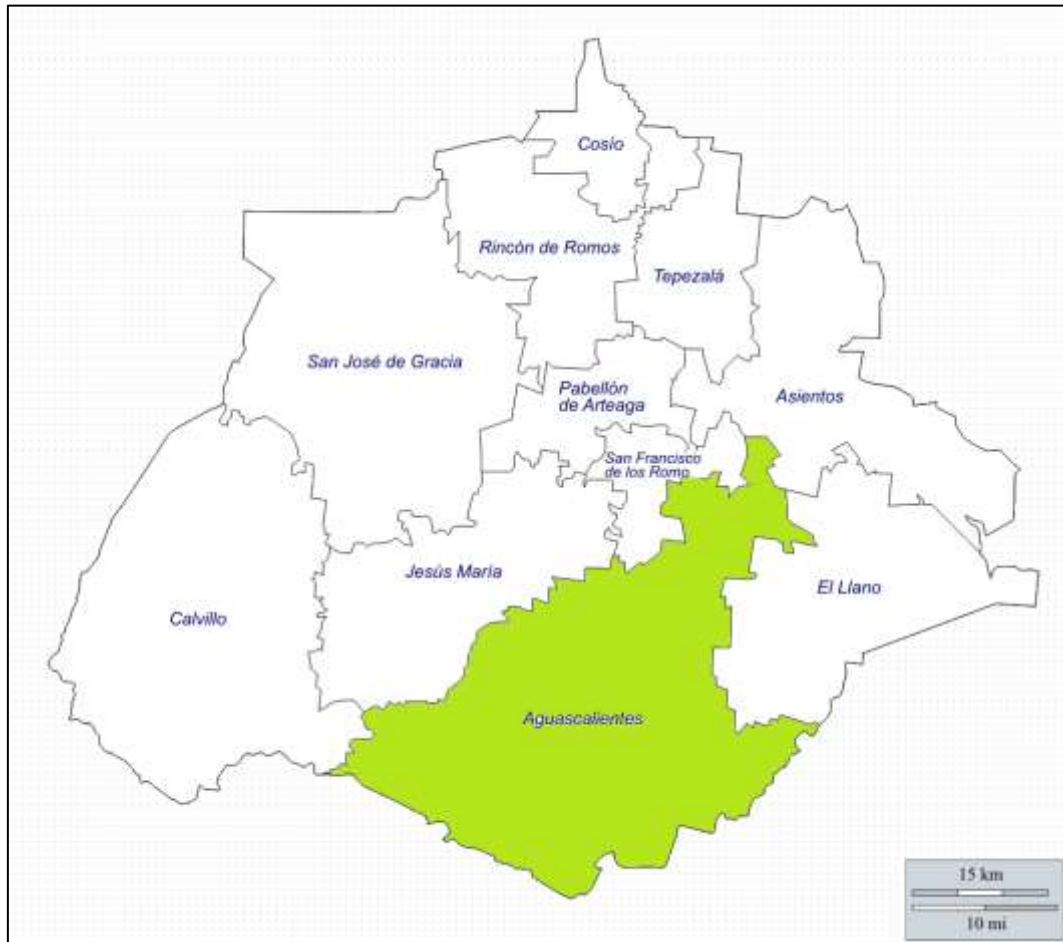 Cosío
Rincón de Romos
Tepezalá
San José de Gracia
Pabellón
de Arteaga
Asientos
San Francisco
de los Romo
Jesús María
El Llano
Calvillo
Aguascalientes
15 km
10 mi